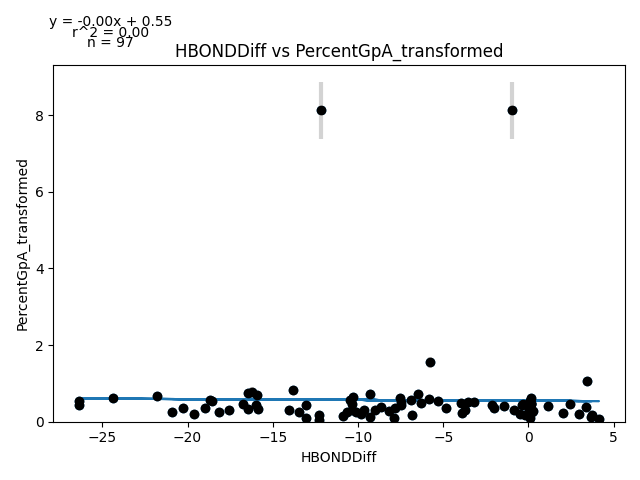 y = -0.00x + 0.55
r^2 = 0.00
n = 97
HBONDDiff vs PercentGpA_transformed
PercentGpA_transformed
8
6
4
2
0
−25
−20
−15
−10
−5
0
5
HBONDDiff